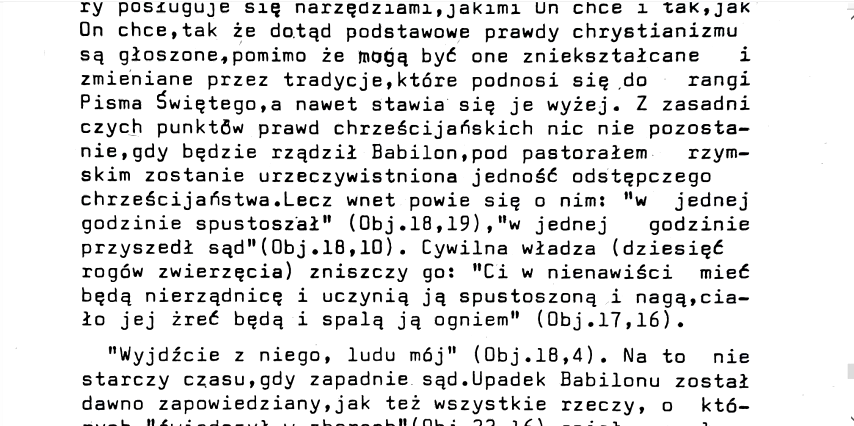 ry posługuje się narzędziami,jakimi On chce i tak,jak
On chce,tak że dotąd podstawowe prawdy chrystianizmu
są głoszone,pomimo że mogą być one zniekształcane i
zmieniane przez tradycje,które podnosi się do rangi
Pisma Świętego,a nawet stawia się je wyżej. Z zasadni
czych punktów prawd chrześcijańskich nic nie pozosta-
nie,gdy będzie rządził Babilon,pod pastorałem rzym-
skim zostanie urzeczywistniona jedność odstępczego
chrześcijaństwa.Lecz wnet powie się o nim: "w jednej
godzinie spustoszał" (Obj.18,19),"w jednej godzinie
przyszedł sąd"(Obj.18,10). Cywilna władza (dziesięć
rogów zwierzęcia) zniszczy go: "Ci w nienawiści mieć
będą nierządnicę i uczynią ją spustoszoną i nagą,cia-
ło jej żreć będą i spalą ją ogniem" (Obj.17,16).
"Wyjdźcie z niego, ludu mój" (Obj.18,4). Na to nie
starczy czasu,gdy zapadnie sąd.Upadek Babilonu został
dawno zapowiedziany,jak też wszystkie rzeczy, o któ-